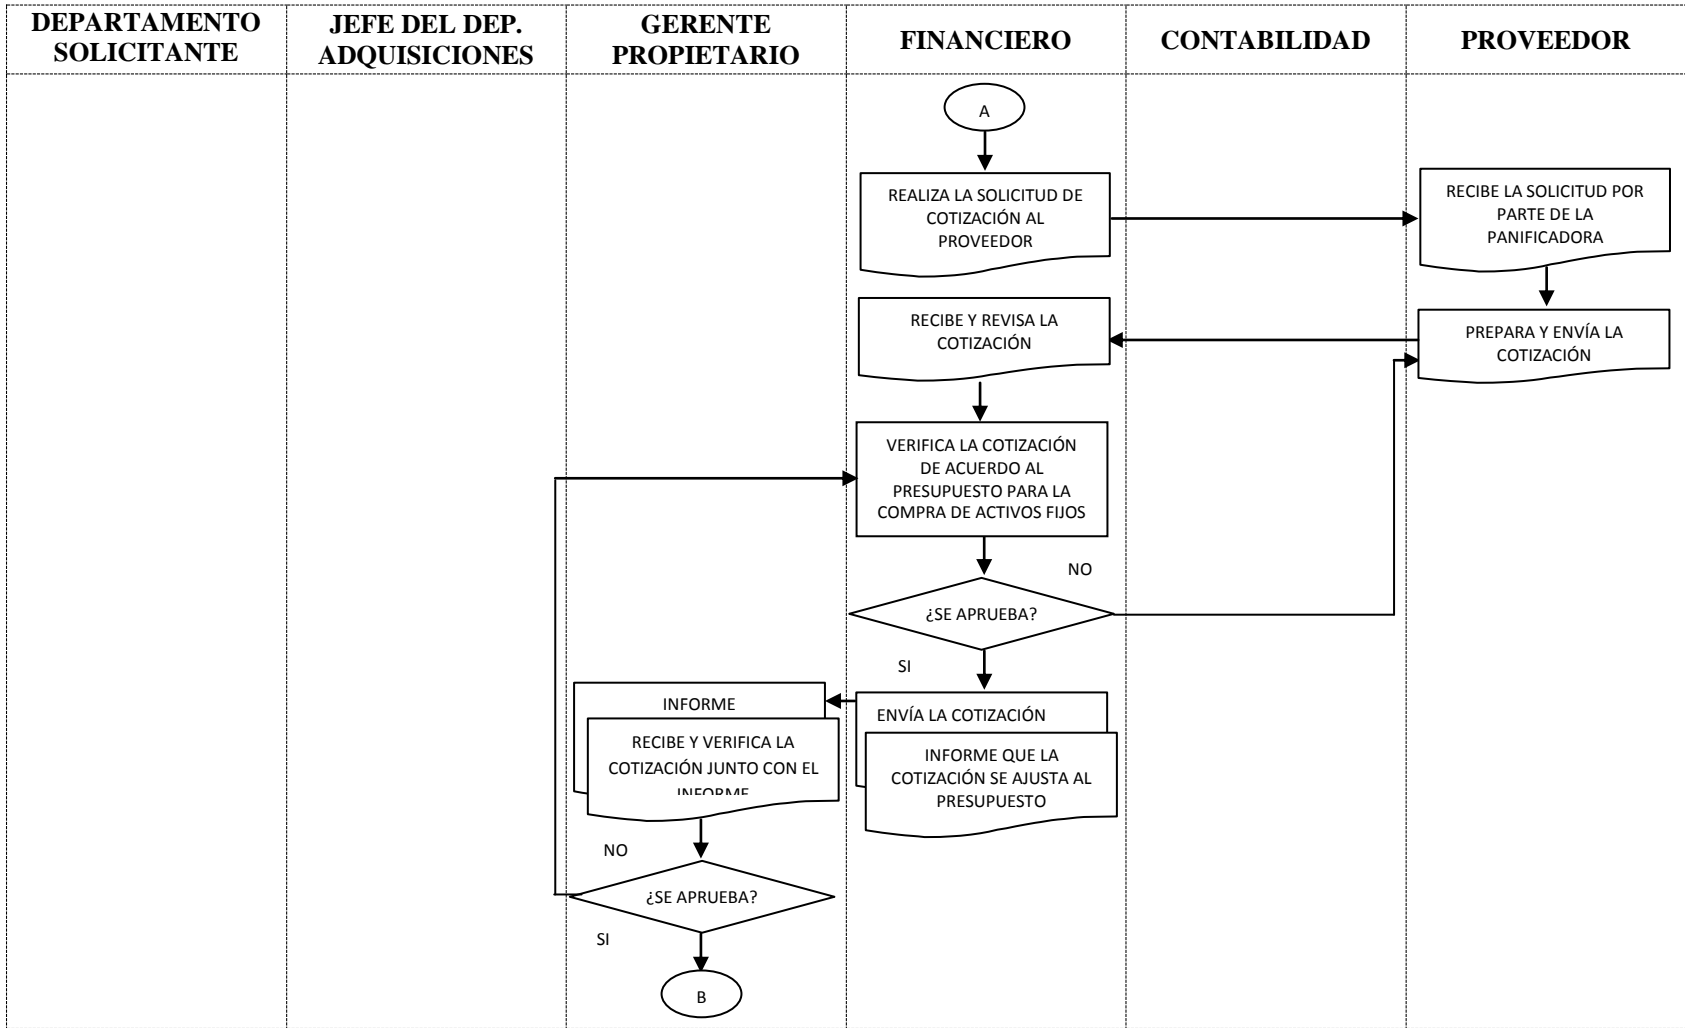 DEPARTAMENTO
SOLICITANTE
JEFE DEL DEP.
ADQUISICIONES
GERENTE
PROPIETARIO
FINANCIERO
CONTABILIDAD
PROVEEDOR
A
REALIZA LA SOLICITUD DE
COTIZACIÓN AL
PROVEEDOR
RECIBE LA SOLICITUD POR
PARTE DE LA
PANIFICADORA
RECIBE Y REVISA LA
COTIZACIÓN
PREPARA Y ENVÍA LA
COTIZACIÓN
VERIFICA LA COTIZACIÓN
DE ACUERDO AL
PRESUPUESTO PARA LA
COMPRA DE ACTIVOS FIJOS
NO
¿SE APRUEBA?
SI
INFORME
RECIBE Y VERIFICA LA
COTIZACIÓN JUNTO CON EL
INFORME
ENVÍA LA COTIZACIÓN
INFORME QUE LA
COTIZACIÓN SE AJUSTA AL
PRESUPUESTO
NO
¿SE APRUEBA?
SI
B